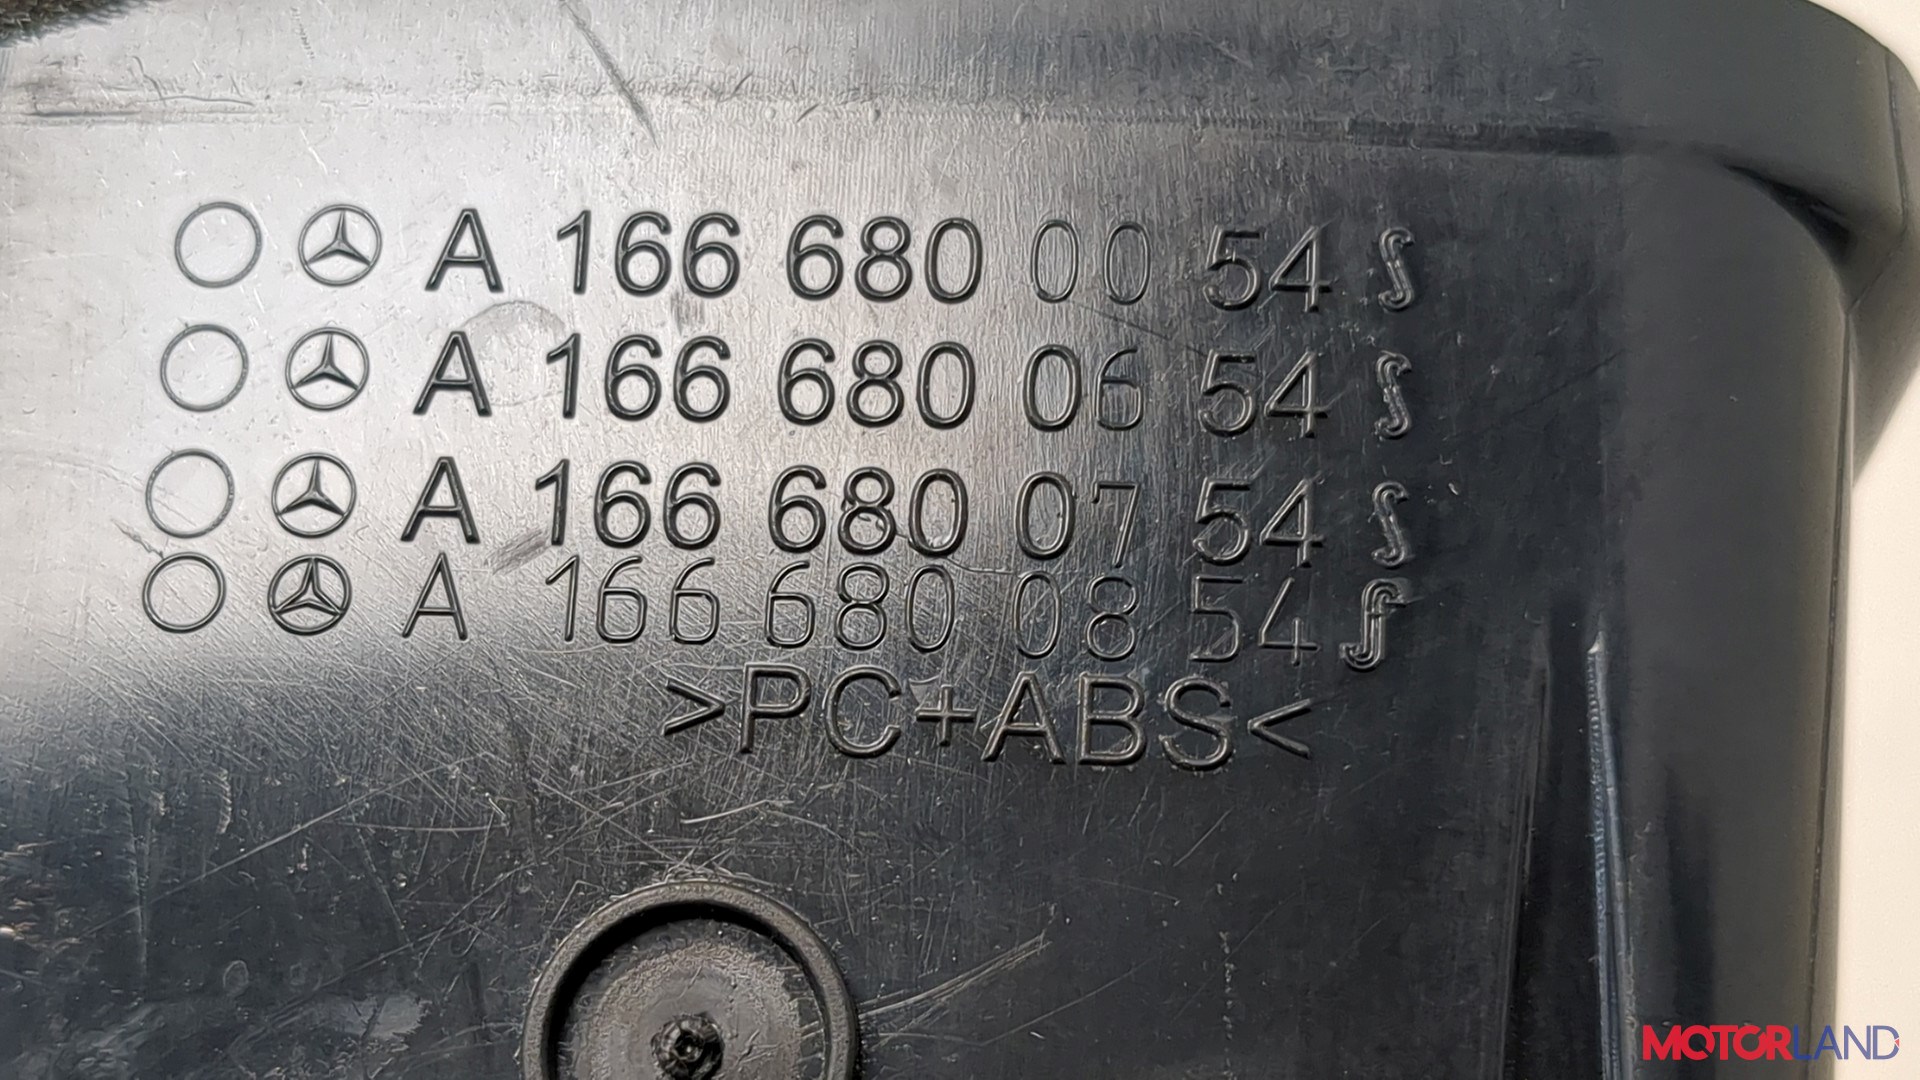 A 166 680 00 54
A 166 680 06 54
A 166 680 07 54
A 166 680 08 54
>PC+ABS<
MOTORLAND